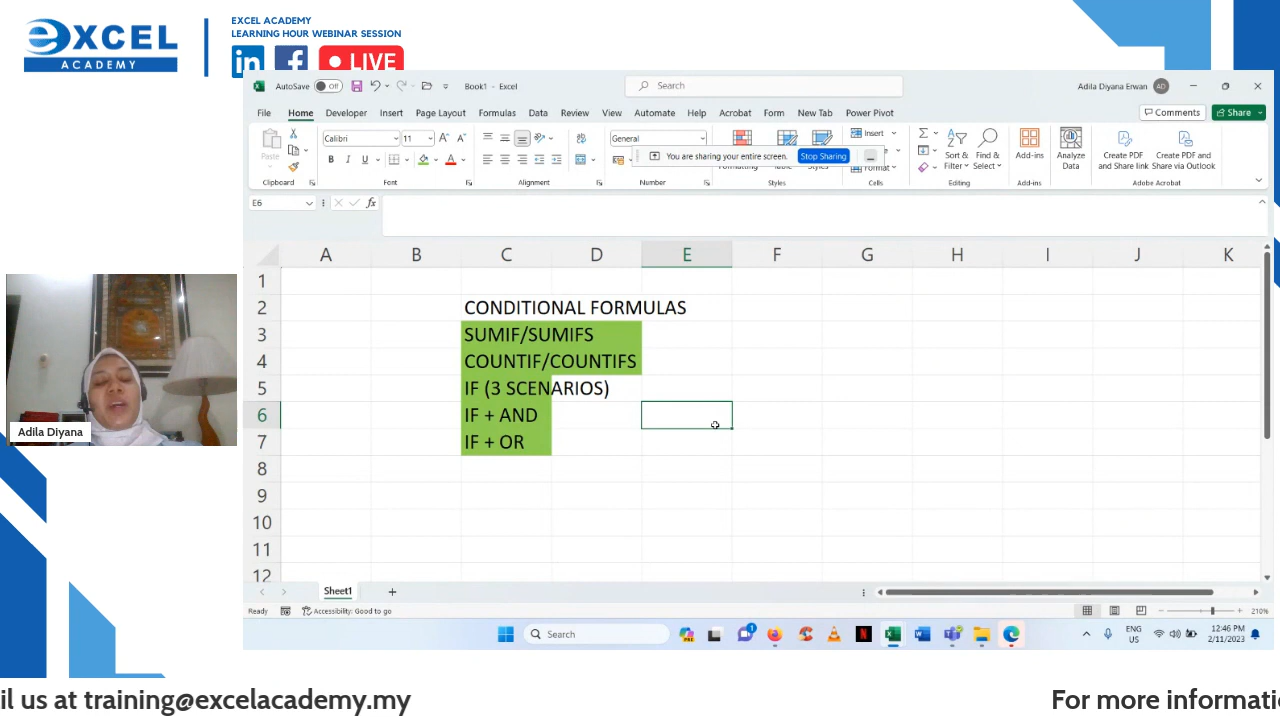 eXCEL
ACADEMY
EXCEL ACADEMY
LEARNING HOUR WEBINAR SESSION
in
LIVE
AutoSave Off Book1 - Excel Search Adila Diyana Erwan AD
File Home Developer Insert Page Layout Formulas Data Review View Automate Help Acrobat Form New Tab Power Pivot Comments Share
Paste Calibri 11 General Insert Format
B I U
You are sharing your entire screen. Stop Sharing
Sort & Filter Find & Select Add-ins Analyze Data Create PDF and Share link Create PDF and Share via Outlook
Clipboard Font Alignment Number Styles Cells Editing Add-ins Adobe Acrobat
E6 fx
A B C D E F G H I J K
1
2 CONDITIONAL FORMULAS
3 SUMIF/SUMIFS
4 COUNTIF/COUNTIFS
5 IF (3 SCENARIOS)
6 IF + AND
7 IF + OR
8
9
10
11
12
Adila Diyana
Sheet1
Ready Accessibility: Good to go 210%
Search ENG US 12:46 PM 2/11/2023
il us at training@excelacademy.my For more informati